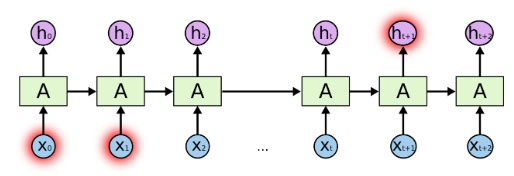 h₀ h₁ h₂ hₜ hₜ₊₁ hₜ₊₂
A A A A A A
x₀ x₁ x₂ ... xₜ xₜ₊₁ xₜ₊₂